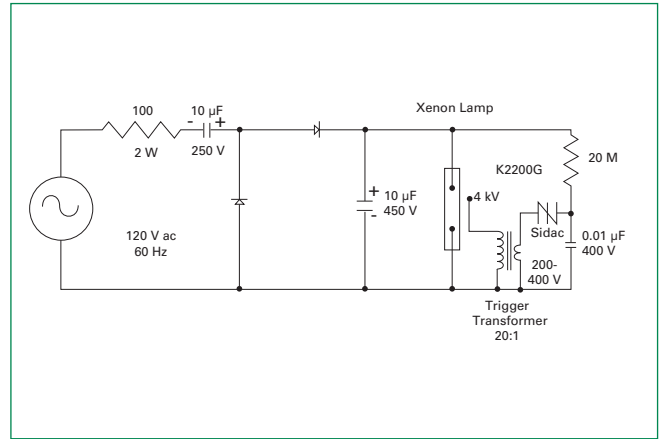 Xenon Lamp
100
10 µF
- +
2 W
250 V
K2200G
20 M
+ 10 µF
450 V
-
4 kV
Sidac
0.01 µF
400 V
120 V ac
60 Hz
200-
400 V
Trigger
Transformer
20:1